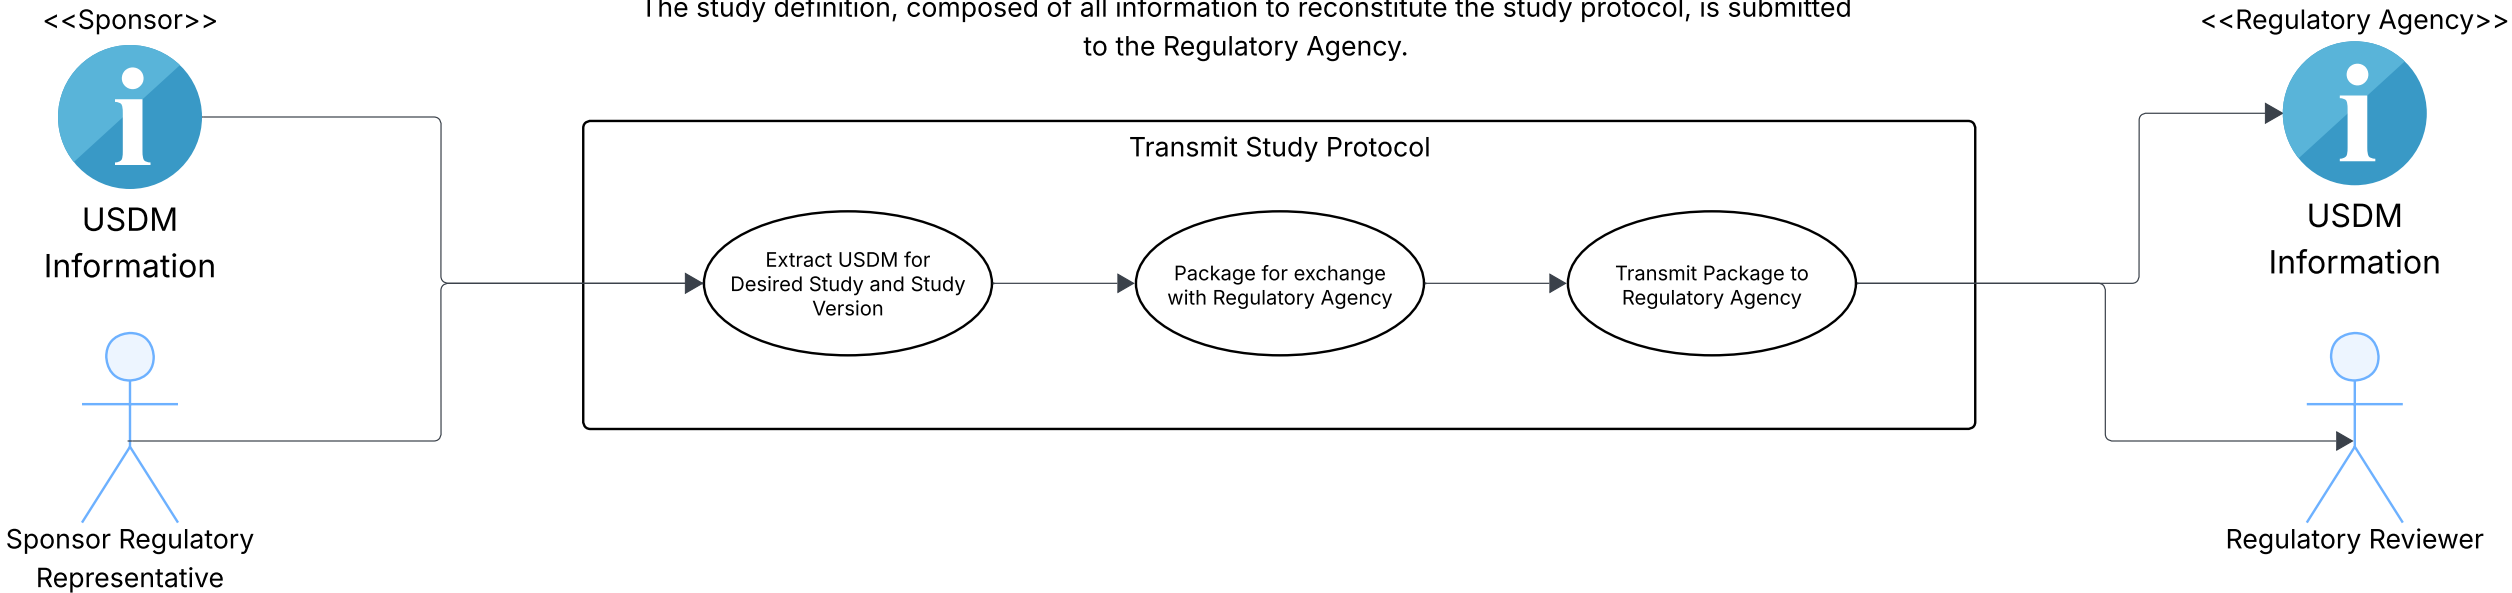 <<Sponsor>>
The study definition, composed of all information to reconstitute the study protocol, is submitted
to the Regulatory Agency.
<<Regulatory Agency>>
Transmit Study Protocol
USDM
Information
Extract USDM for
Desired Study and Study
Version
Package for exchange
with Regulatory Agency
Transmit Package to
Regulatory Agency
USDM
Information
Sponsor Regulatory
Representative
Regulatory Reviewer